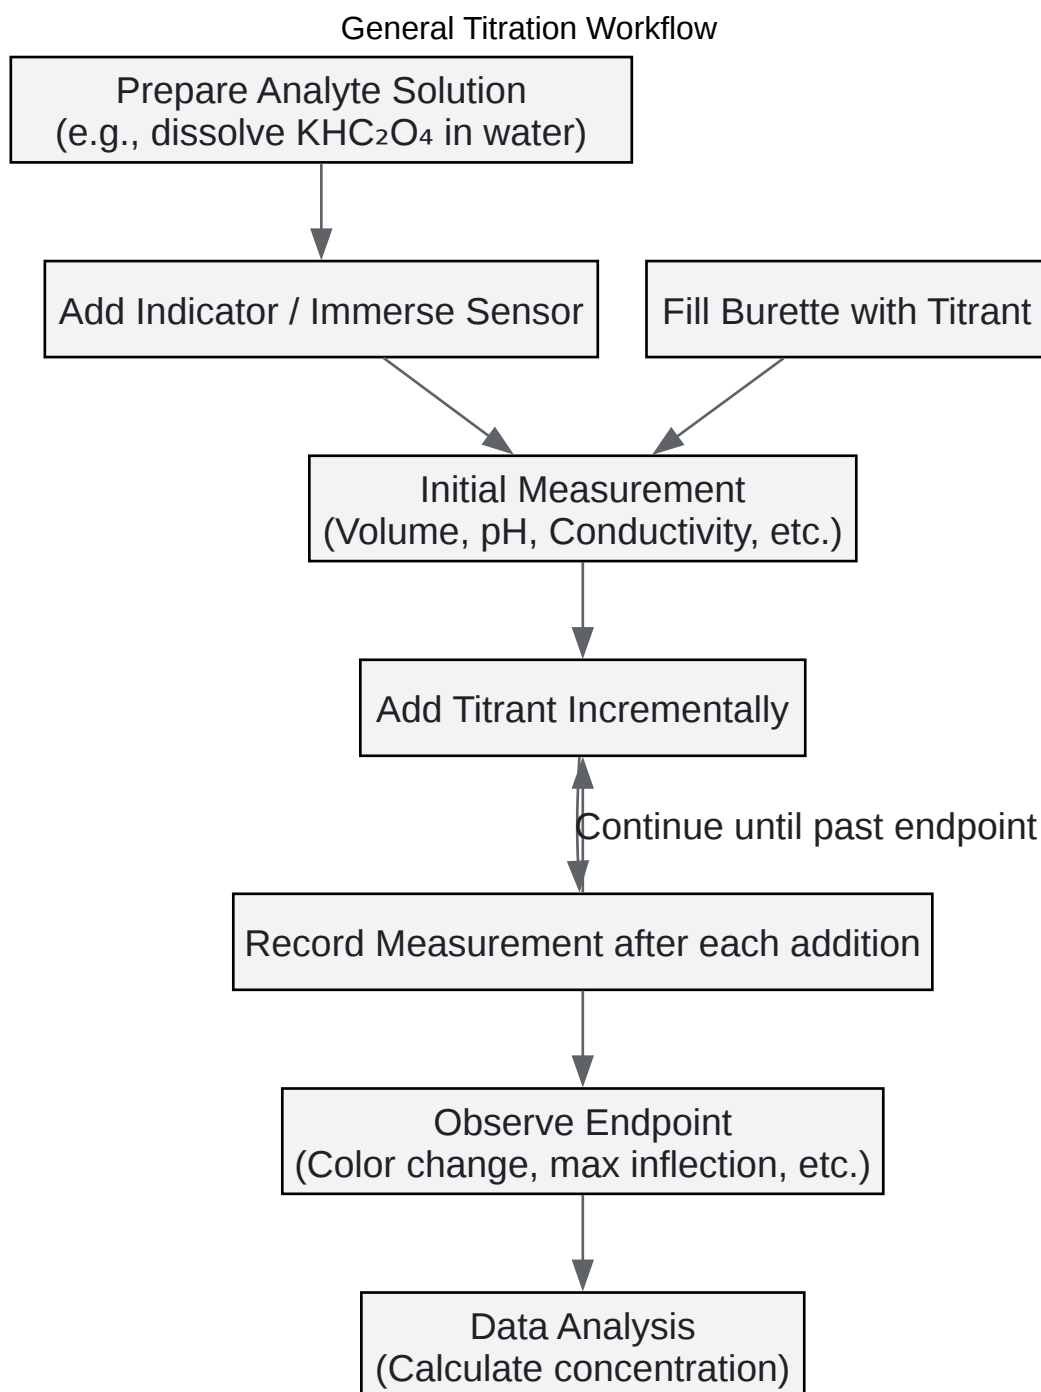 General Titration Workflow
Prepare Analyte Solution
(e.g., dissolve KHC₂O₄ in water)
Add Indicator / Immerse Sensor
Fill Burette with Titrant
Initial Measurement
(Volume, pH, Conductivity, etc.)
Add Titrant Incrementally
Continue until past endpoint
Record Measurement after each addition
Observe Endpoint
(Color change, max inflection, etc.)
Data Analysis
(Calculate concentration)